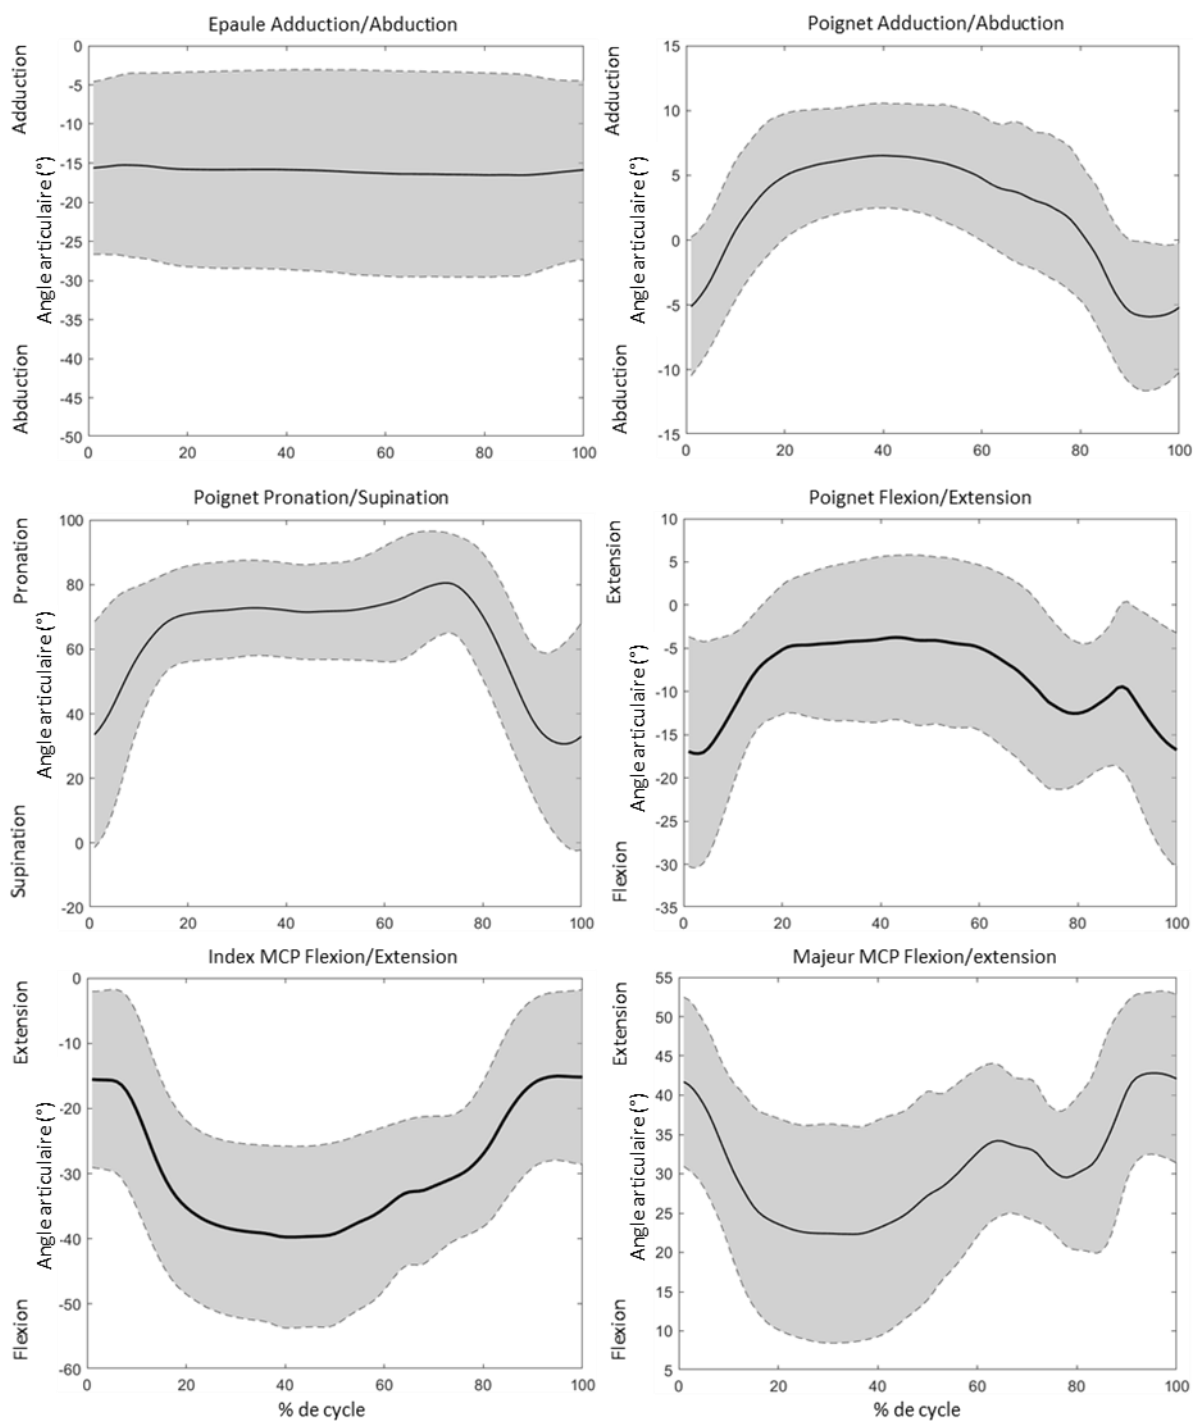 Epaule Adduction/Abduction
Adduction
Angle articulaire (°)
Abduction
0
-5
-10
-15
-20
-25
-30
-35
-40
-45
-50
0 20 40 60 80 100
Poignet Adduction/Abduction
Adduction
Angle articulaire (°)
Abduction
15
10
5
0
-5
-10
-15
0 20 40 60 80 100
Poignet Pronation/Supination
Pronation
Angle articulaire (°)
Supination
100
80
60
40
20
0
-20
0 20 40 60 80 100
Poignet Flexion/Extension
Extension
Angle articulaire (°)
Flexion
10
5
0
-5
-10
-15
-20
-25
-30
-35
0 20 40 60 80 100
Index MCP Flexion/Extension
Extension
Angle articulaire (°)
Flexion
0
-10
-20
-30
-40
-50
-60
0 20 40 60 80 100
% de cycle
Majeur MCP Flexion/extension
Extension
Angle articulaire (°)
Flexion
55
50
45
40
35
30
25
20
15
10
5
0 20 40 60 80 100
% de cycle